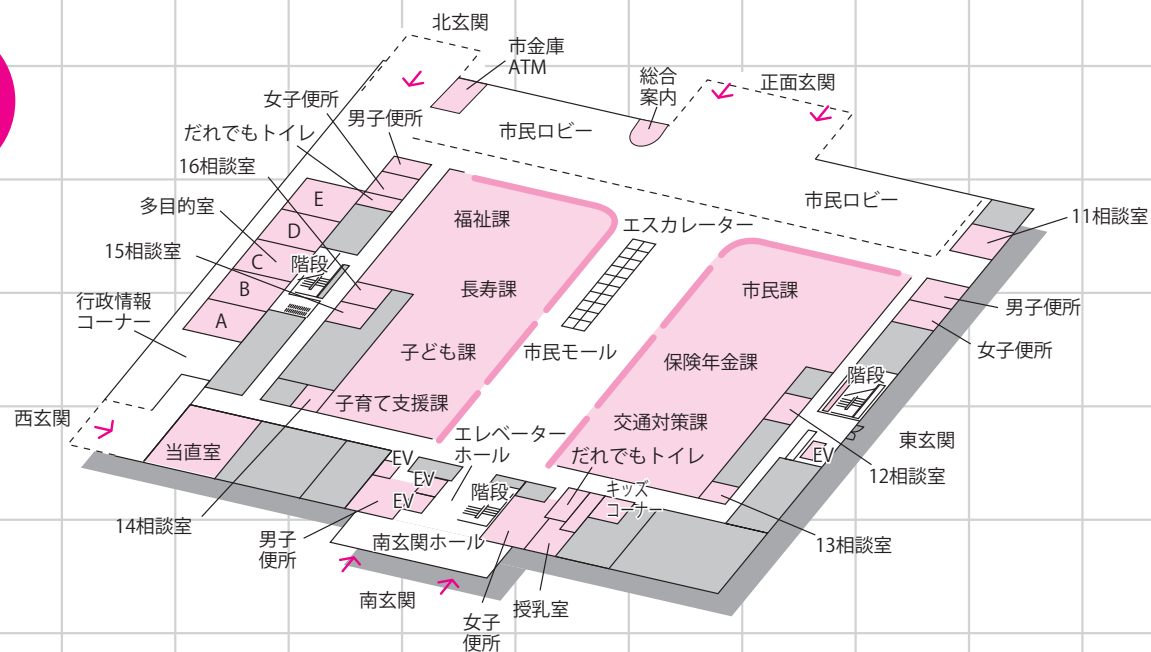 北玄関
市金庫
ATM
総合
案内
正面玄関
女子便所
男子便所
だれでもトイレ
市民ロビー
16相談室
多目的室
E
D
C
B
A
福祉課
エスカレーター
市民ロビー
11相談室
15相談室
階段
長寿課
市民課
行政情報
コーナー
男子便所
子ども課
市民モール
保険年金課
女子便所
階段
子育て支援課
西玄関
交通対策課
東玄関
当直室
エレベーター
ホール
だれでもトイレ
EV
EV
EV
EV
階段
キッズ
コーナー
12相談室
14相談室
男子
便所
南玄関ホール
13相談室
南玄関
授乳室
女子
便所